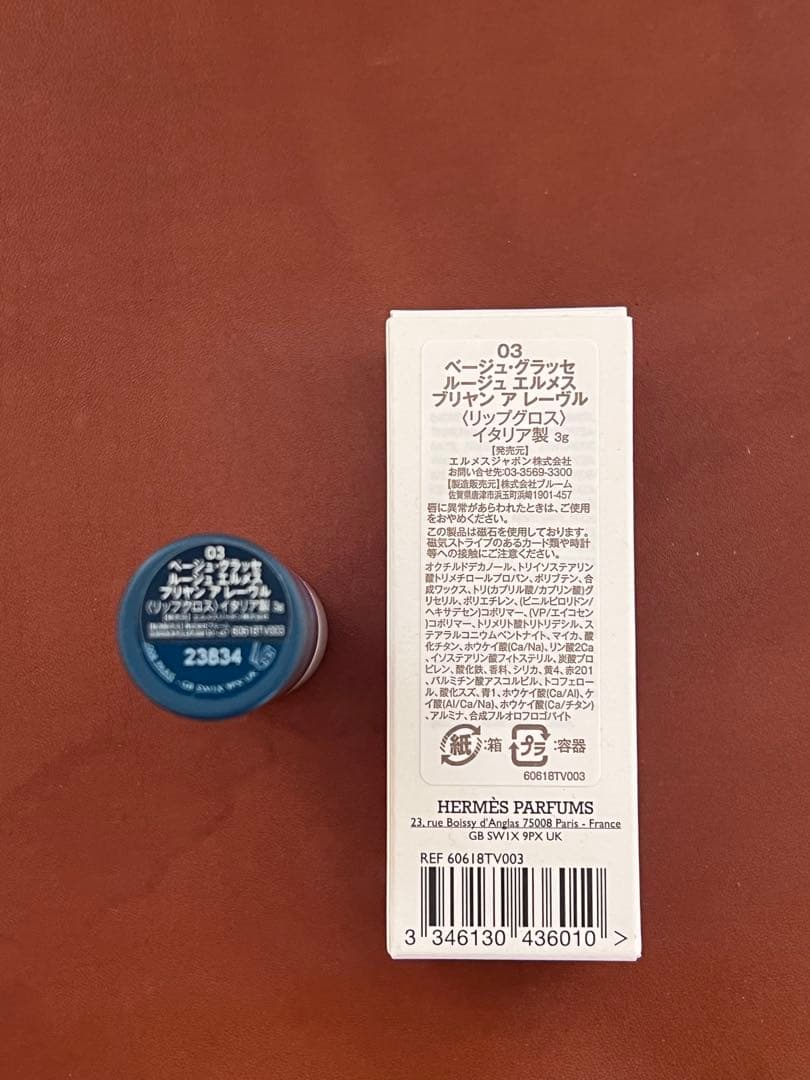 03
ベージュ・グラッセ
ルージュ エルメス
ブリヤン ア レーヴル
〈リップグロス〉
イタリア製 3g
【発売元】
エルメスジャポン株式会社
お問い合せ先:03-3569-3300
【製造販売元】株式会社ブルーム
佐賀県唐津市浜玉町浜崎1901-457
唇に異常があらわれたときは、ご使用
をおやめください。
この製品は磁石を使用しております。
磁気ストライプのあるカード類や時計
等への接触にご注意ください。
オクチルドデカノール、トリイソステアリン
酸トリメチロールプロパン、ポリブテン、合
成ワックス、トリ(カプリル酸/カプリン酸)グ
リセリル、ポリエチレン、(ビニルピロリドン/
ヘキサデセン)コポリマー、(VP/エイコセン)
コポリマー、トリメリト酸トリトリデシル、ス
テアラルコニウムベントナイト、マイカ、酸
化チタン、ホウケイ酸(Ca/Na)、リン酸2Ca
、イソステアリン酸フィトステリル、炭酸プ
ロピレン、酸化鉄、香料、シリカ、黄4、赤201
、パルミチン酸アスコルビル、トコフェロー
ル、酸化スズ、青1、ホウケイ酸(Ca/Al)、ケ
イ酸(Al/Ca/Na)、ホウケイ酸(Ca/チタン)
、アルミナ、合成フルオロフロゴパイト
紙:箱 プラ:容器
60618TV003
HERMÈS PARFUMS
23, rue Boissy d'Anglas 75008 Paris - France
GB SW1X 9PX UK
REF 60618TV003
3 346130 436010 >
03
ベージュ・グラッセ
ルージュ エルメス
ブリヤン ア レーヴル
〈リップグロス〉イタリア製 3g
60618TV003
23834
GB SW1X 9PX UK